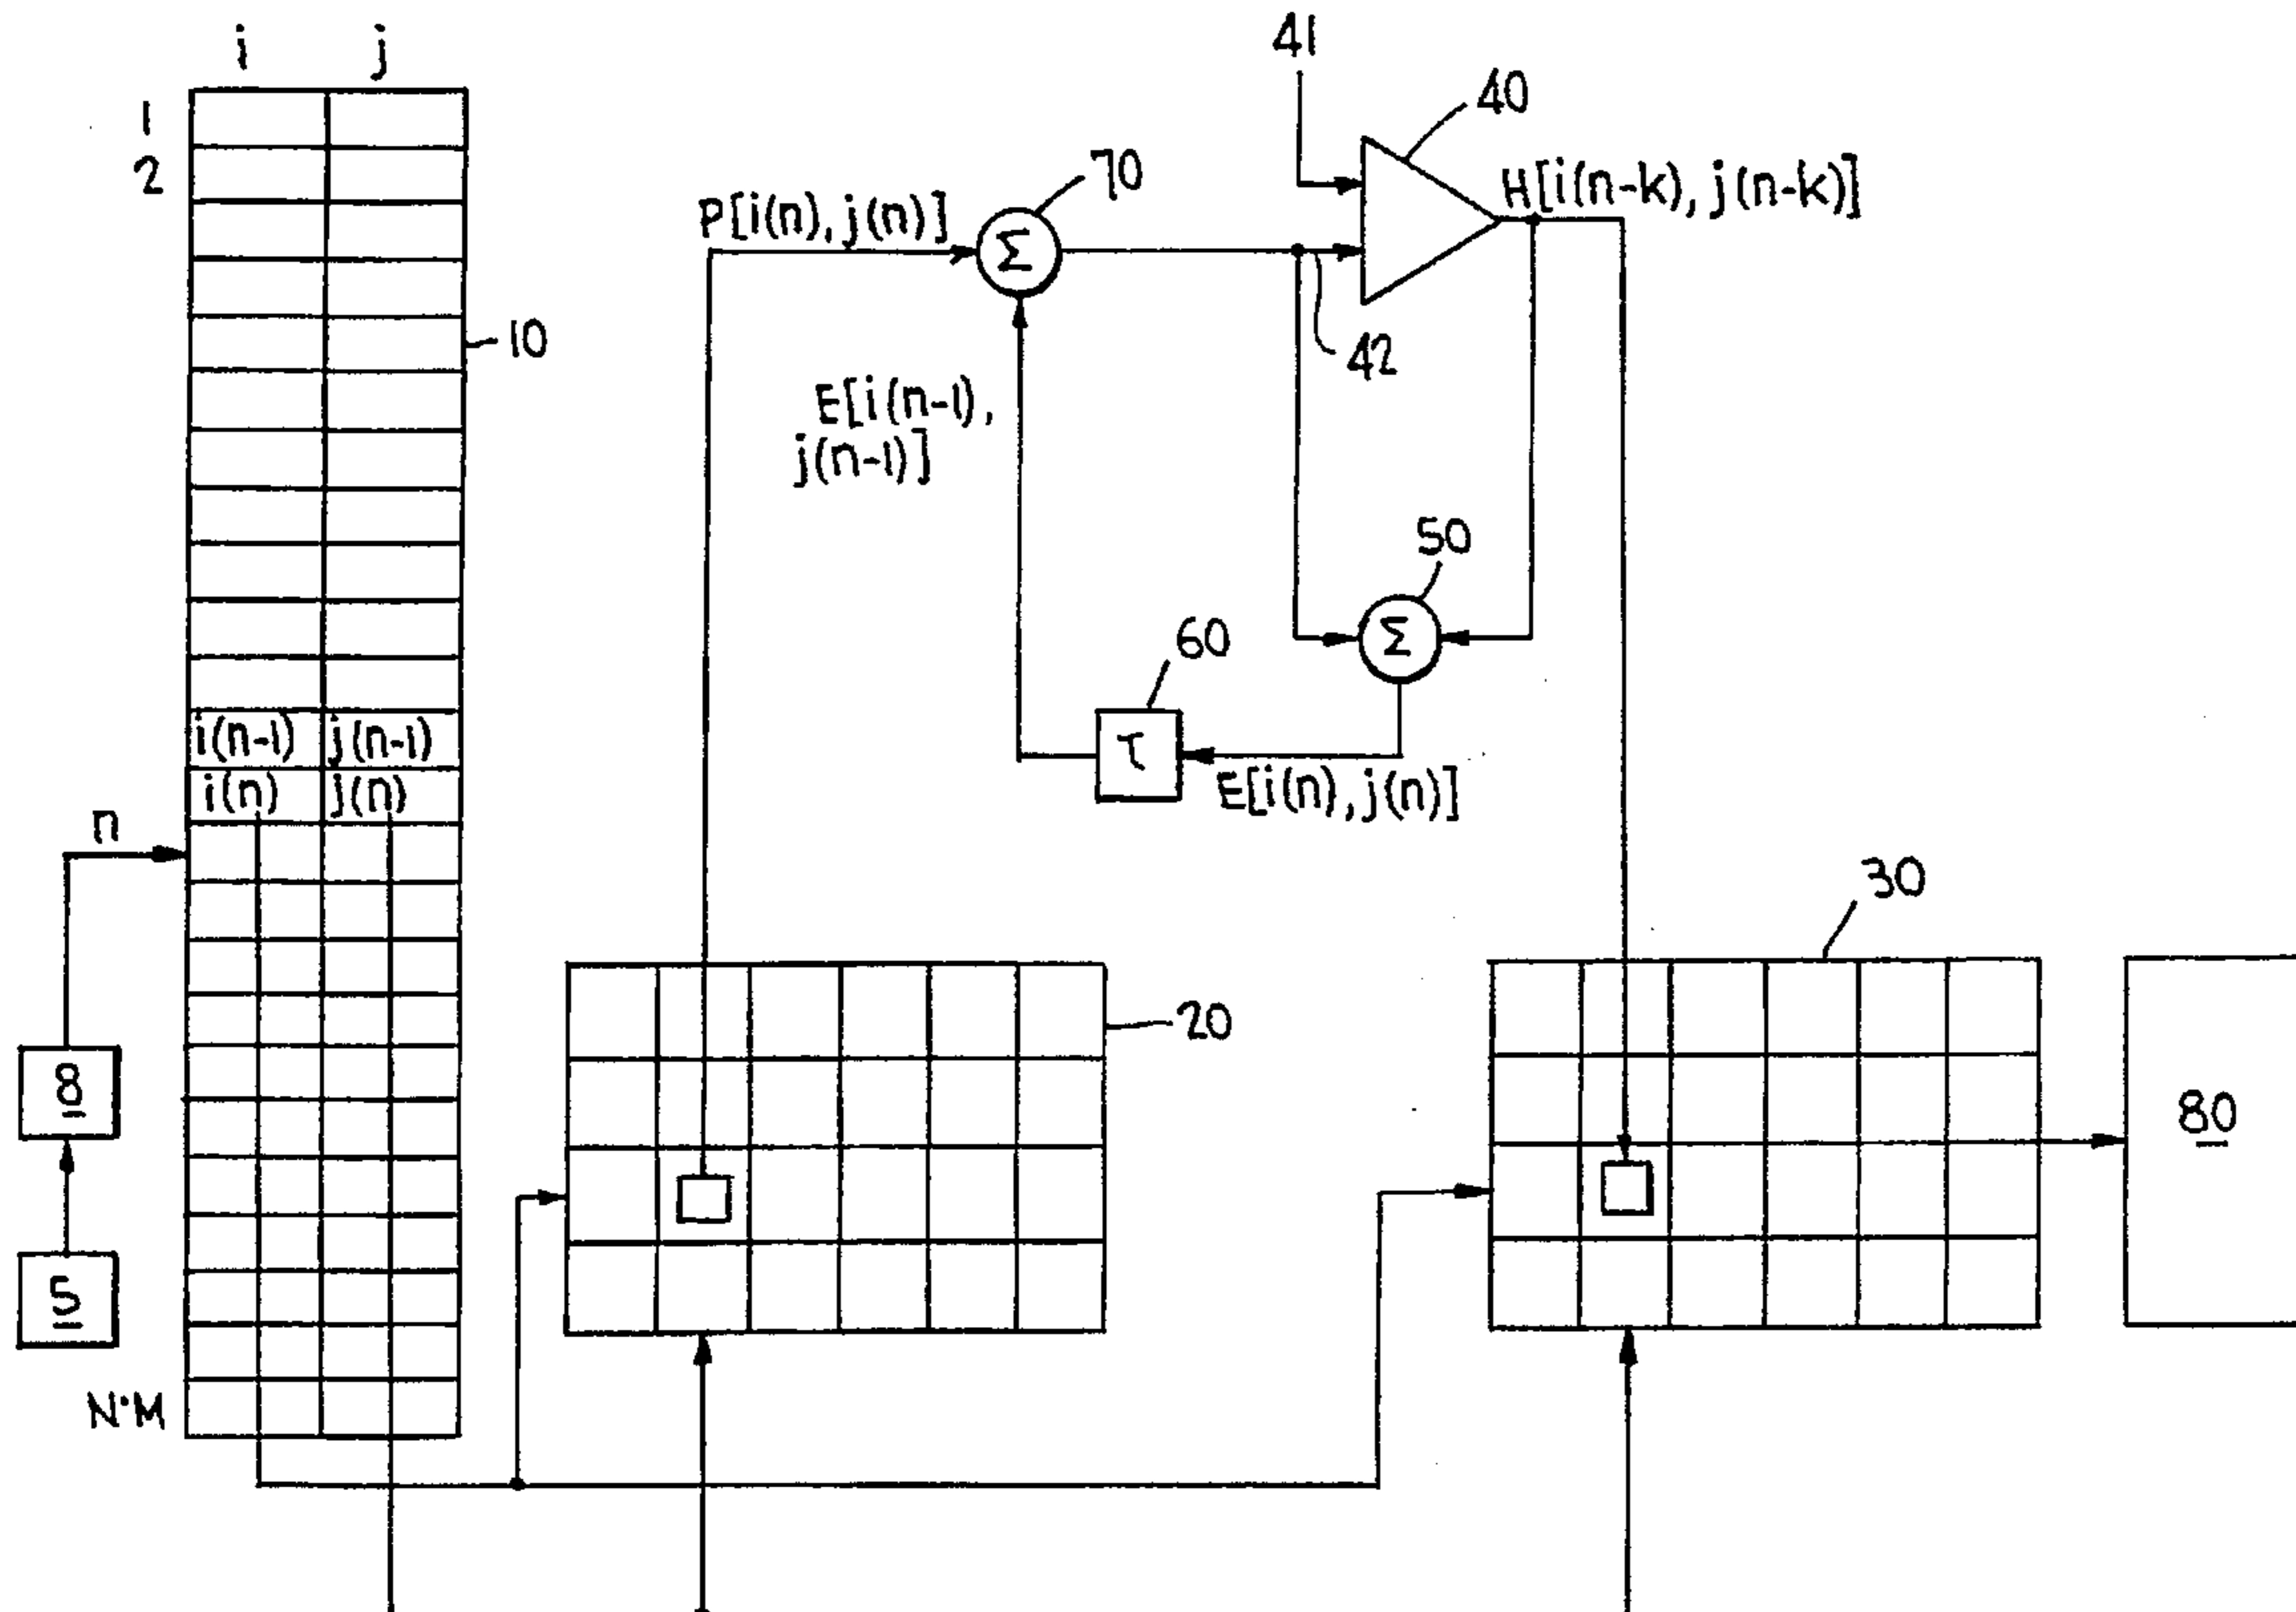 i j
1
2
10
41
40
70
P[i(n), j(n)]
H[i(n-k), j(n-k)]
Σ
42
E[i(n-1),
j(n-1)]
50
Σ
60
τ
E[i(n), j(n)]
i(n-1) j(n-1)
i(n) j(n)
n
30
20
8
80
5
N·M